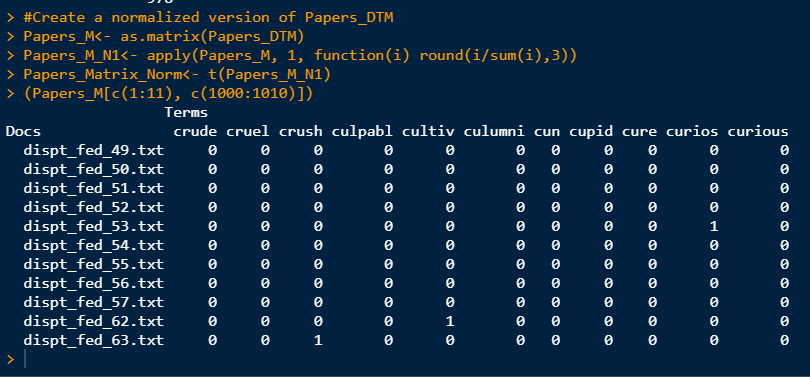 > #Create a normalized version of Papers_DTM
> Papers_M<- as.matrix(Papers_DTM)
> Papers_M_N1<- apply(Papers_M, 1, function(i) round(i/sum(i),3))
> Papers_Matrix_Norm<- t(Papers_M_N1)
> (Papers_M[c(1:11), c(1000:1010)])
Terms
Docs crude cruel crush culpabl cultiv culumni cun cupid cure curios curious
dispt_fed_49.txt 0 0 0 0 0 0 0 0 0 0 0
dispt_fed_50.txt 0 0 0 0 0 0 0 0 0 0 0
dispt_fed_51.txt 0 0 0 0 0 0 0 0 0 0 0
dispt_fed_52.txt 0 0 0 0 0 0 0 0 0 0 0
dispt_fed_53.txt 0 0 0 0 0 0 0 0 0 1 0
dispt_fed_54.txt 0 0 0 0 0 0 0 0 0 0 0
dispt_fed_55.txt 0 0 0 0 0 0 0 0 0 0 0
dispt_fed_56.txt 0 0 0 0 0 0 0 0 0 0 0
dispt_fed_57.txt 0 0 0 0 0 0 0 0 0 0 0
dispt_fed_62.txt 0 0 0 0 1 0 0 0 0 0 0
dispt_fed_63.txt 0 0 1 0 0 0 0 0 0 0 0
>